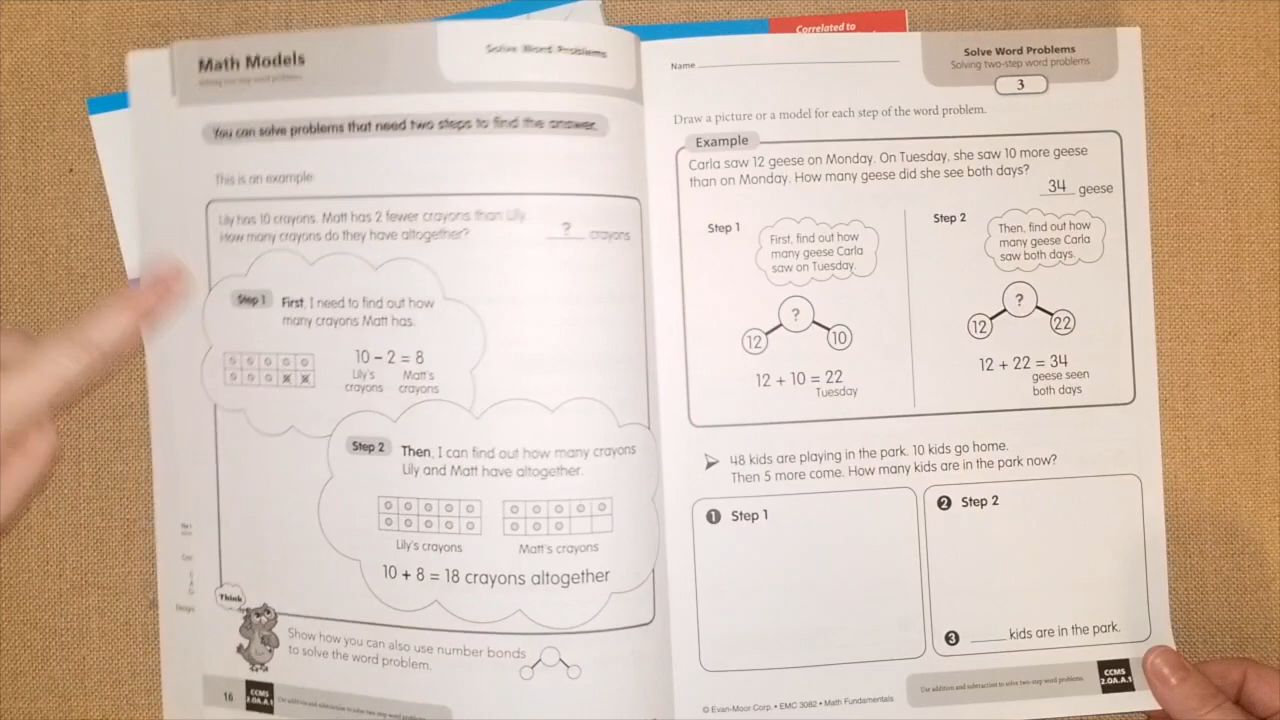 Correlated to
Math Models
Solve Word Problems
You can solve problems that need two steps to find the answer.
This is an example
Lily has 10 crayons. Matt has 2 fewer crayons than Lily.
How many crayons do they have altogether?
? crayons
Step 1 First, I need to find out how
many crayons Matt has.
10 – 2 = 8
Lily's Matt's
crayons crayons
Step 2 Then, I can find out how many crayons
Lily and Matt have altogether.
Lily's crayons Matt's crayons
10 + 8 = 18 crayons altogether
Think
Show how you can also use number bonds
to solve the word problem.
16
CCMS
2.OA.A.1
Use addition and subtraction to solve two-step word problems
Name
Solve Word Problems
Solving two-step word problems
3
Draw a picture or a model for each step of the word problem.
Example
Carla saw 12 geese on Monday. On Tuesday, she saw 10 more geese
than on Monday. How many geese did she see both days?
34 geese
Step 1
First, find out how
many geese Carla
saw on Tuesday.
?
12 10
12 + 10 = 22
Tuesday
Step 2
Then, find out how
many geese Carla
saw both days.
?
12 22
12 + 22 = 34
geese seen
both days
48 kids are playing in the park. 10 kids go home.
Then 5 more come. How many kids are in the park now?
1 Step 1
2 Step 2
3 ____ kids are in the park.
© Evan-Moor Corp. • EMC 3082 • Math Fundamentals
Use addition and subtraction to solve two-step word problems.
CCMS
2.OA.A.1